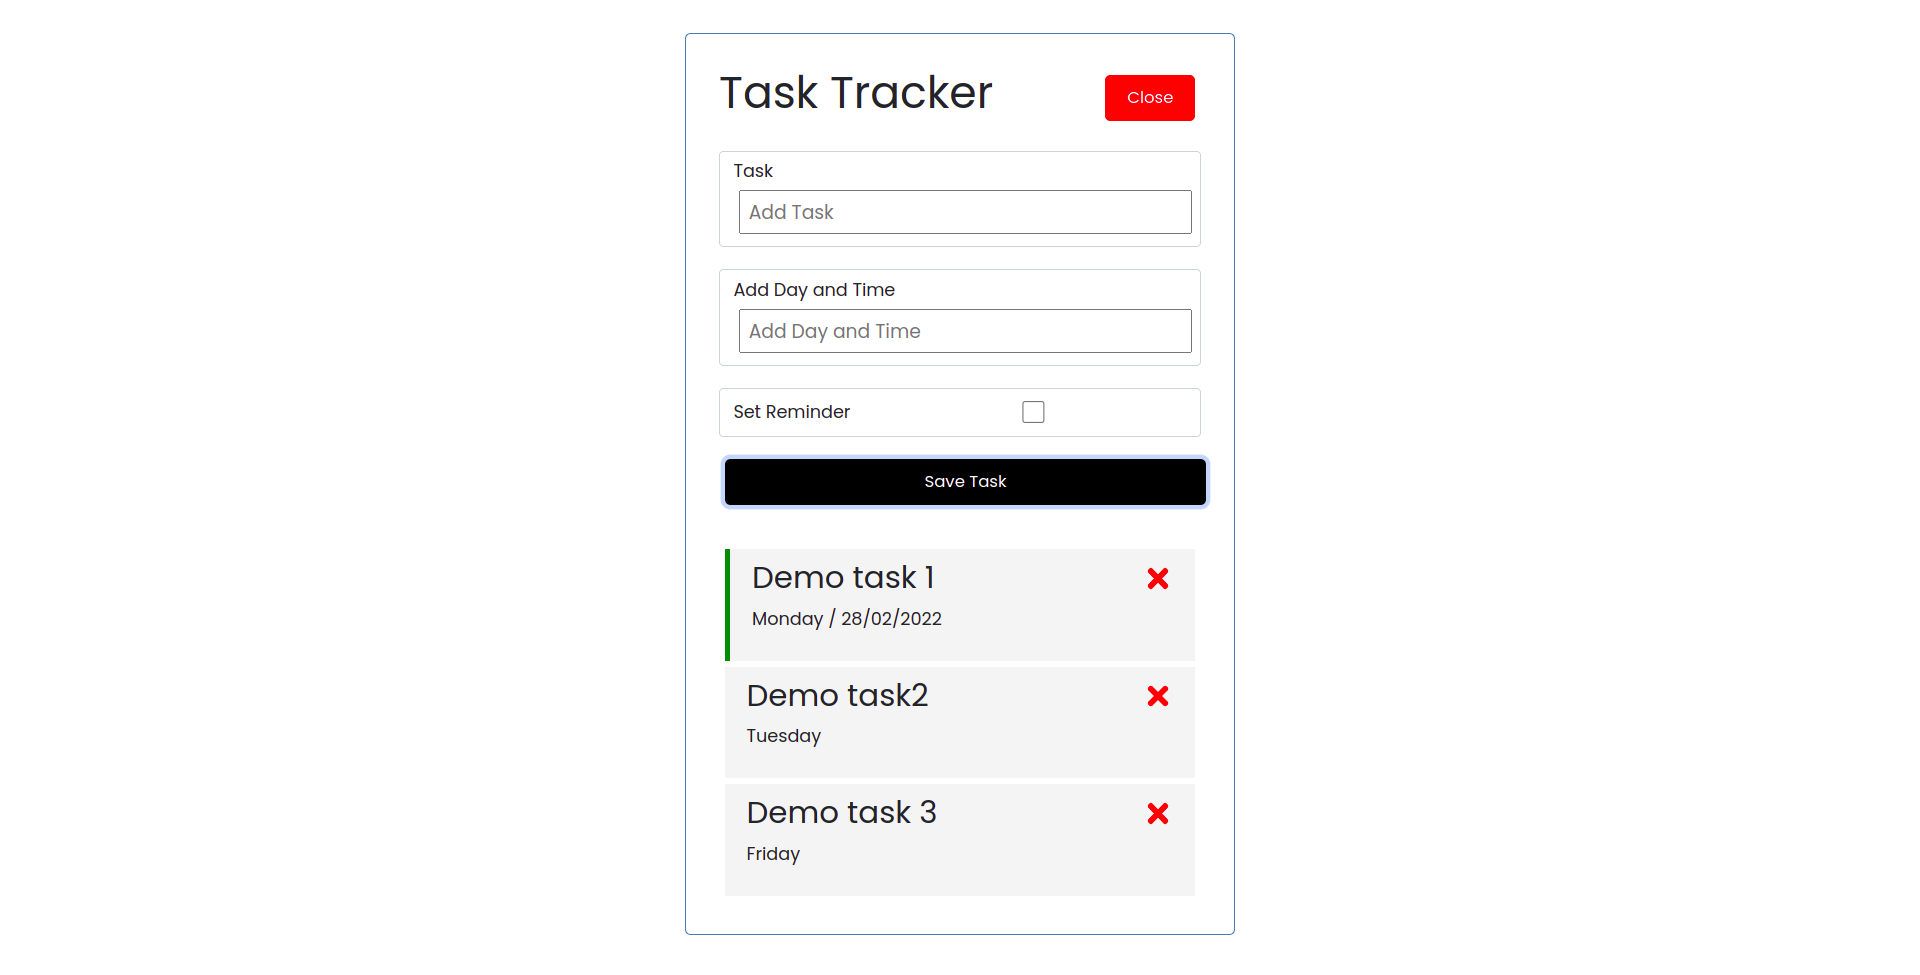 Task Tracker
Close
Task
Add Task
Add Day and Time
Add Day and Time
Set Reminder
Save Task
Demo task 1
Monday / 28/02/2022
Demo task2
Tuesday
Demo task 3
Friday